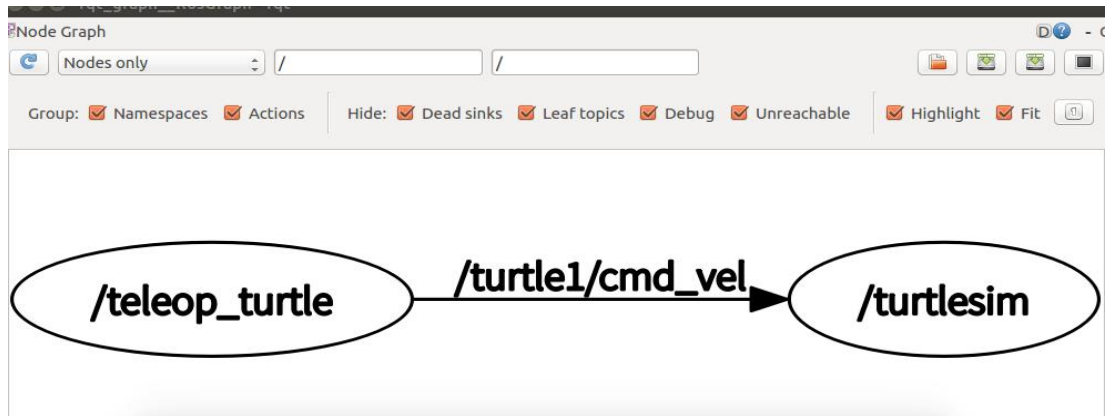 Node Graph
D
Nodes only
/
/
Group: Namespaces Actions Hide: Dead sinks Leaf topics Debug Unreachable Highlight Fit
/turtle1/cmd_vel
/teleop_turtle
/turtlesim